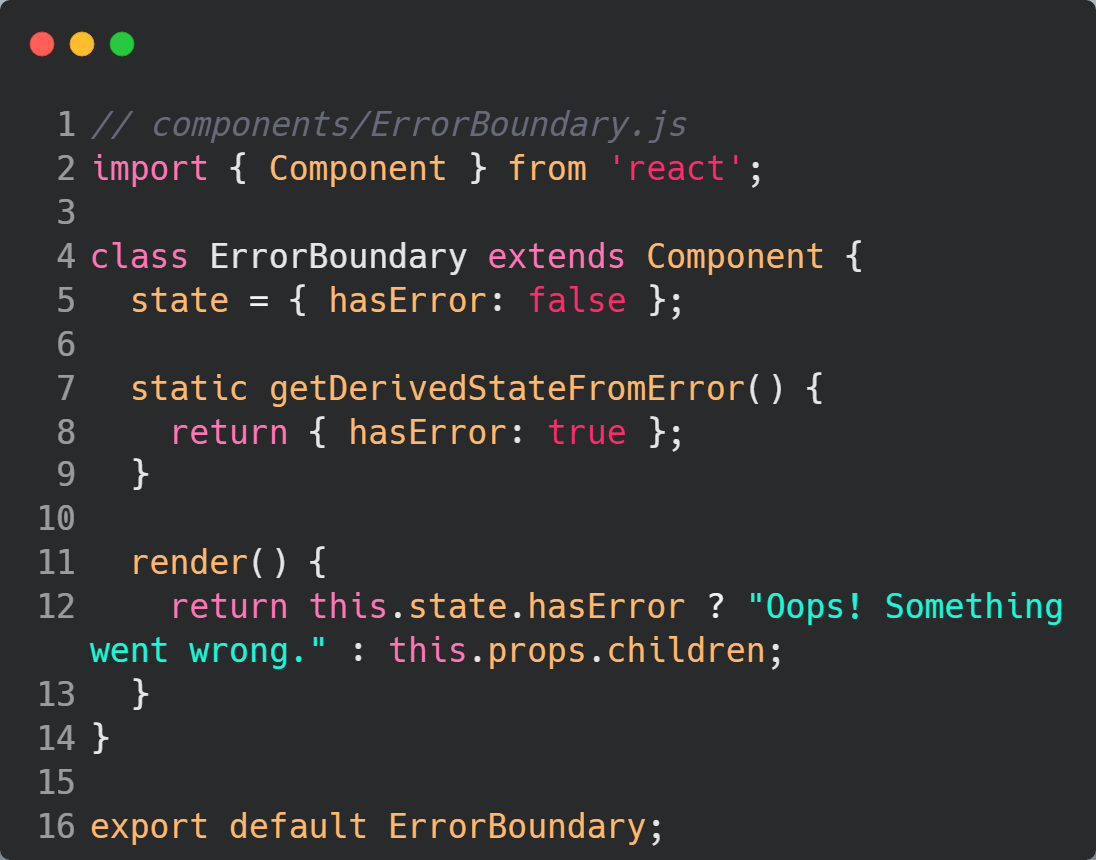 1 // components/ErrorBoundary.js
2 import { Component } from 'react';
3
4 class ErrorBoundary extends Component {
5   state = { hasError: false };
6
7   static getDerivedStateFromError() {
8     return { hasError: true };
9   }
10
11   render() {
12     return this.state.hasError ? "Oops! Something
went wrong." : this.props.children;
13   }
14 }
15
16 export default ErrorBoundary;